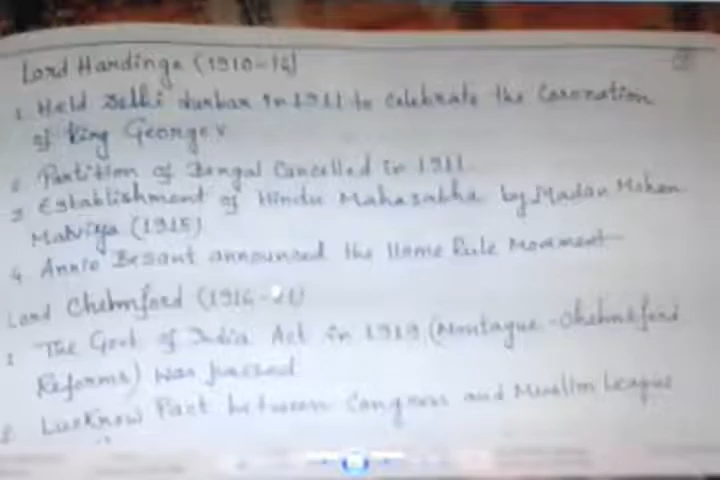 Lord Hardinge (1910-16)
1 Held Delhi durbar in 1911 to celebrate the Coronation
of King George V
2 Partition of Bengal Cancelled in 1911
3 Establishment of Hindu Mahasabha by Madan Mohan
Malviya (1915)
4 Annie Besant announced the Home Rule Movement
Lord Chelmsford (1916-21)
1 The Govt of India Act in 1919 (Montague-Chelmsford
Reforms) was passed
2 Lucknow Pact between Congress and Muslim League